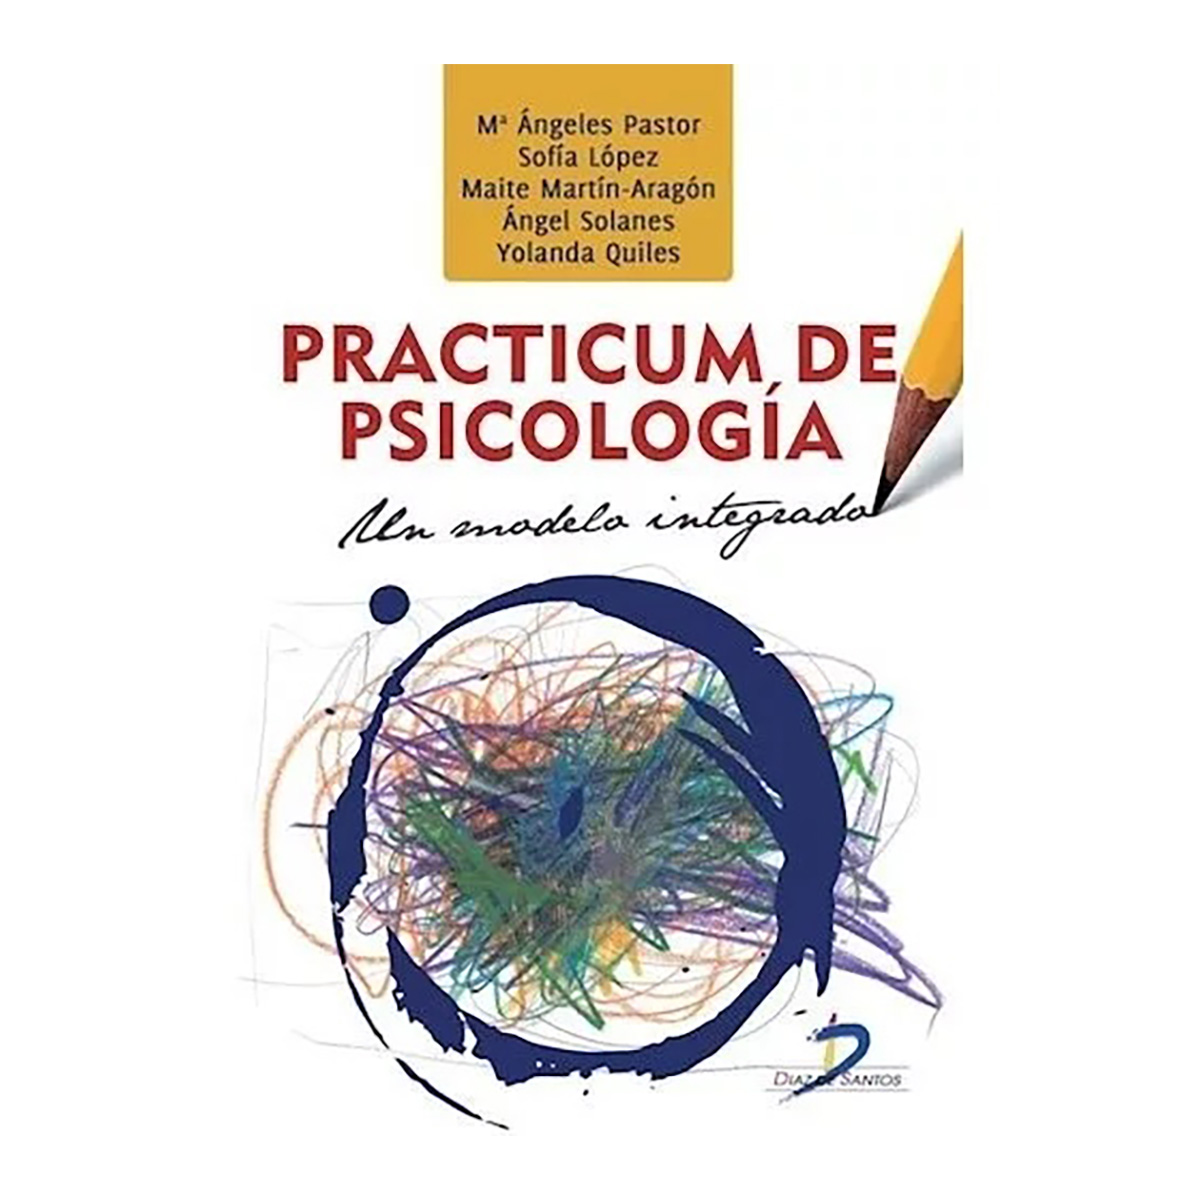 Mª Ángeles Pastor
Sofía López
Maite Martín-Aragón
Ángel Solanes
Yolanda Quiles
PRACTICUM DE
PSICOLOGÍA
Un modelo integrado
DIAZ DE SANTOS